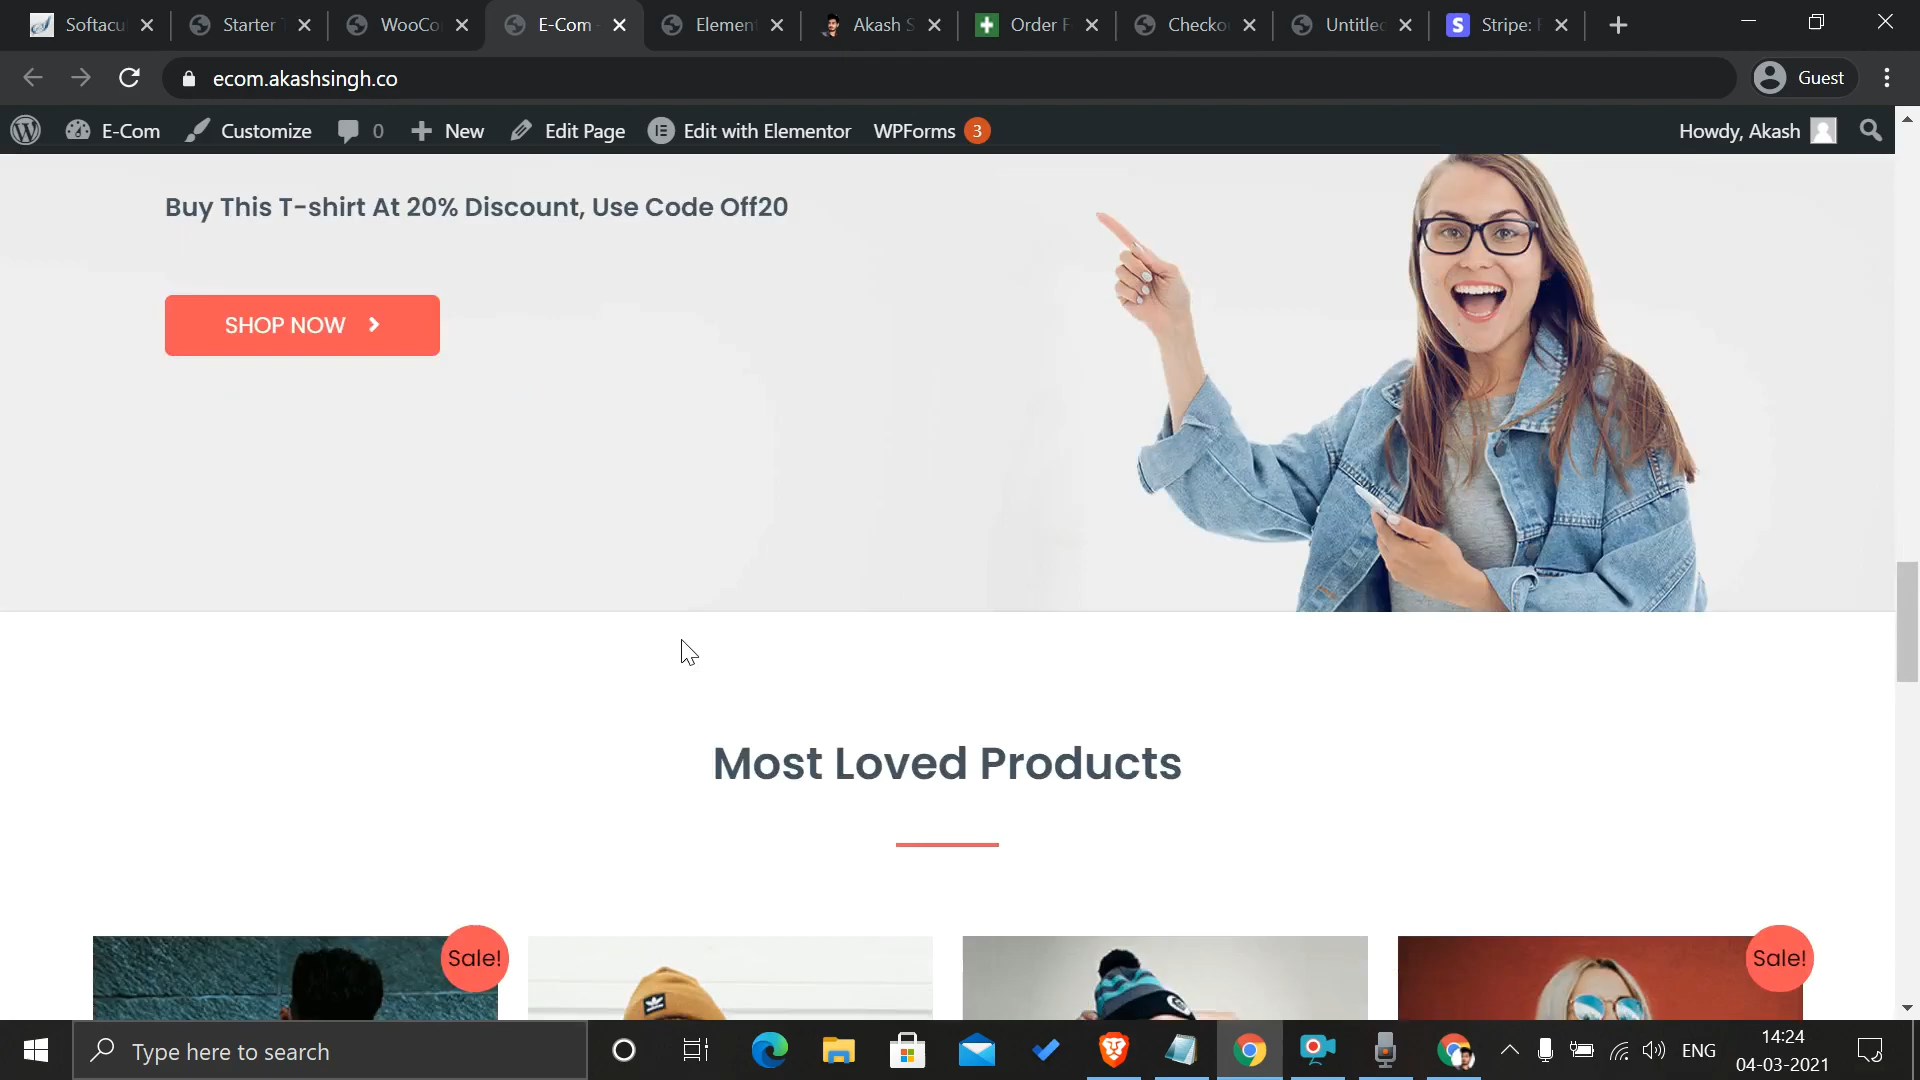 Softacu
Starter
WooCo
E-Com
Elemen
Akash S
Order F
Checko
Untitled
Stripe:
ecom.akashsingh.co
Guest
E-Com
Customize
0
New
Edit Page
Edit with Elementor
WPForms 3
Howdy, Akash
Buy This T-shirt At 20% Discount, Use Code Off20
SHOP NOW
Most Loved Products
Sale!
Sale!
Type here to search
ENG
14:24
04-03-2021